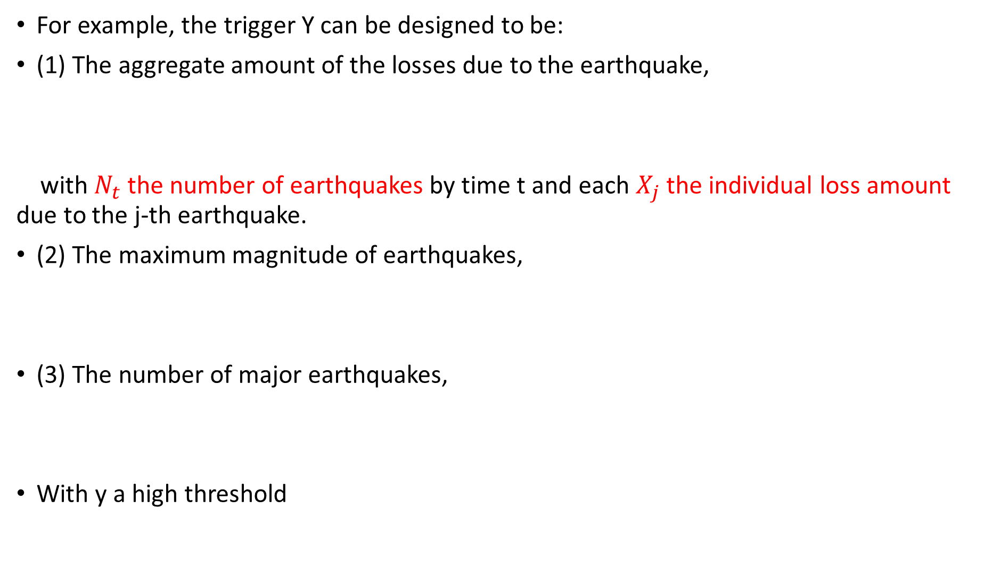 • For example, the trigger Y can be designed to be:
• (1) The aggregate amount of the losses due to the earthquake,
with $N_t$ the number of earthquakes by time t and each $X_j$ the individual loss amount
due to the j-th earthquake.
• (2) The maximum magnitude of earthquakes,
• (3) The number of major earthquakes,
• With y a high threshold